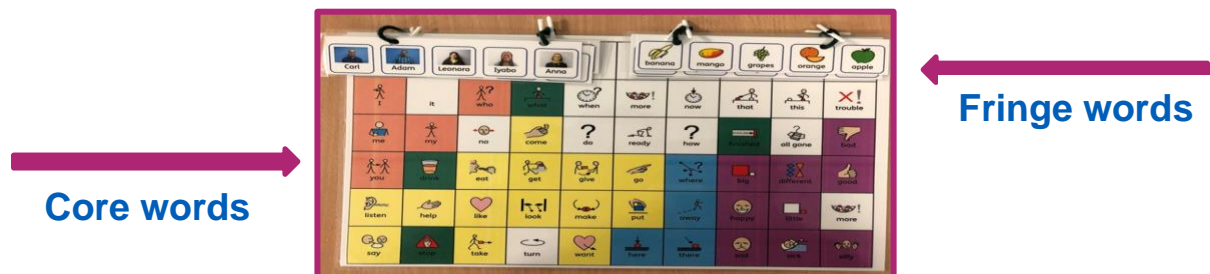 Carl Adam Leonora Iyabo Anna banana mango grapes orange apple
I it who what when more now that this trouble
me my no come do ready how finished all gone bad
you drink eat get give go where big different good
listen help like look make put away happy little more
say stop take turn want here there sad sick silly
Core words
Fringe words